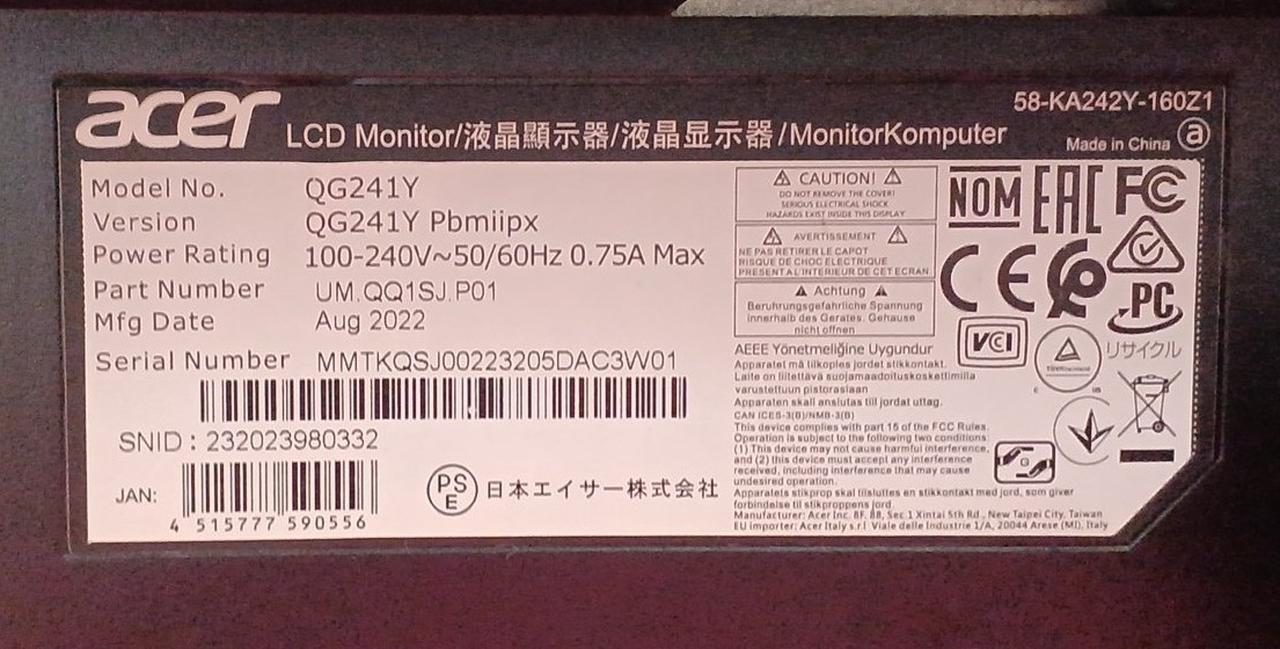 acer
58-KA242Y-160Z1
LCD Monitor/液晶顯示器/液晶显示器/MonitorKomputer
Made in China
Model No. QG241Y
Version QG241Y Pbmiipx
Power Rating 100-240V~50/60Hz 0.75A Max
Part Number UM.QQ1SJ.P01
Mfg Date Aug 2022
Serial Number MMTKQSJ00223205DAC3W01
SNID : 232023980332
JAN:
4 515777 590556
PS
E
日本エイサー株式会社
CAUTION!
DO NOT REMOVE THE COVER!
SERIOUS ELECTRICAL SHOCK
HAZARDS EXIST INSIDE THIS DISPLAY
AVERTISSEMENT
NE PAS RETIRER LE CAPOT
RISQUE DE CHOC ELECTRIQUE
PRESENT A L'INTERIEUR DE CET ECRAN.
Achtung
Beruhrungsgefahrliche Spannung
innerhalb des Gerates. Gehause
nicht offnen
AEEE Yönetmeliğine Uygundur
Apparatet må tilkoples jordet stikkontakt.
Laite on liitettävä suojamaadoituskoskettimilla
varustettuun pistorasiaan
Apparaten skall anslutas till jordat uttag.
CAN ICES-3(B)/NMB-3(B)
This device complies with part 15 of the FCC Rules.
Operation is subject to the following two conditions:
(1) This device may not cause harmful interference,
and (2) this device must accept any interference
received, including interference that may cause
undesired operation.
Apparatets stikprop skal tilsluttes en stikkontakt med jord, som giver
forbindelse til stikproppens jord.
Manufacturer: Acer Inc. 8F, 88, Sec.1 Xintai 5th Rd., New Taipei City, Taiwan
EU importer: Acer Italy s.r.l. Viale delle Industrie 1/A, 20044 Arese (MI), Italy
NOM EAC FC
CE
PC
VCI
リサイクル
G